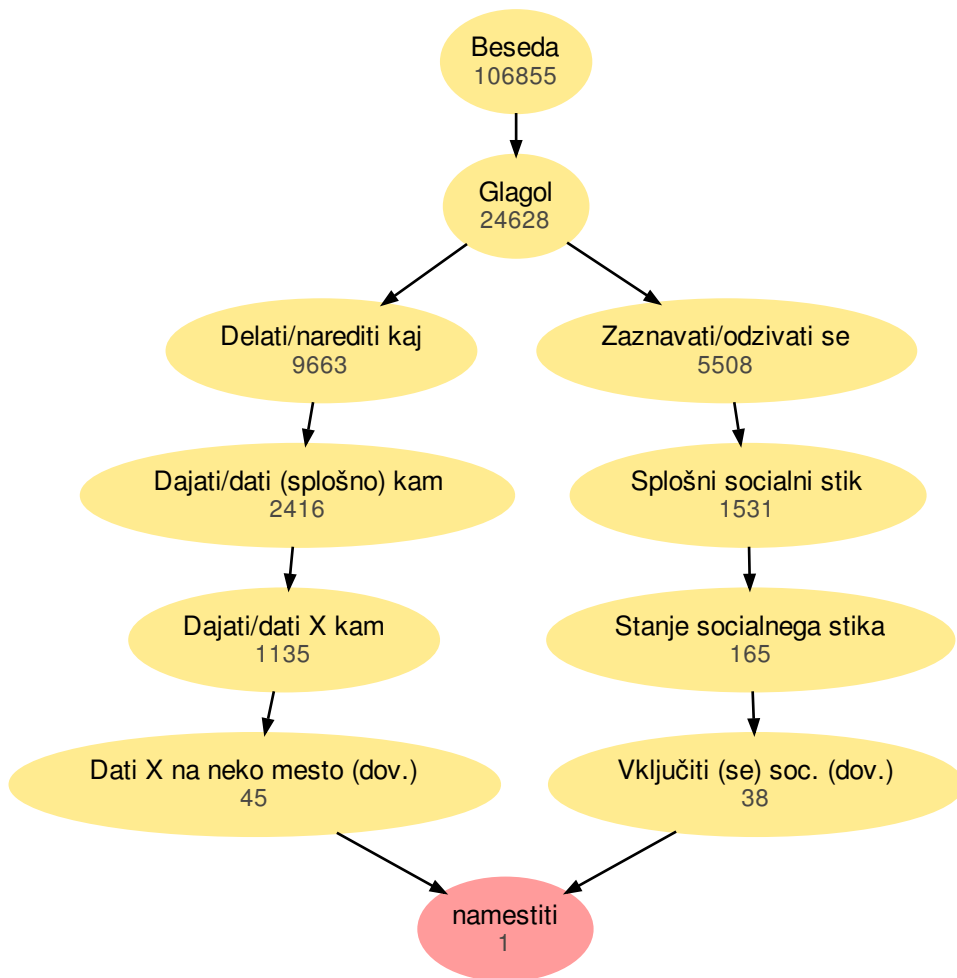 Beseda
106855
Glagol
24628
Delati/narediti kaj
9663
Zaznavati/odzivati se
5508
Dajati/dati (splošno) kam
2416
Splošni socialni stik
1531
Dajati/dati X kam
1135
Stanje socialnega stika
165
Dati X na neko mesto (dov.)
45
Vključiti (se) soc. (dov.)
38
namestiti
1